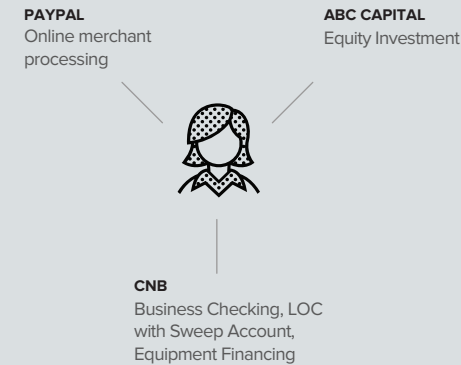 PAYPAL
Online merchant
processing
ABC CAPITAL
Equity Investment
CNB
Business Checking, LOC
with Sweep Account,
Equipment Financing